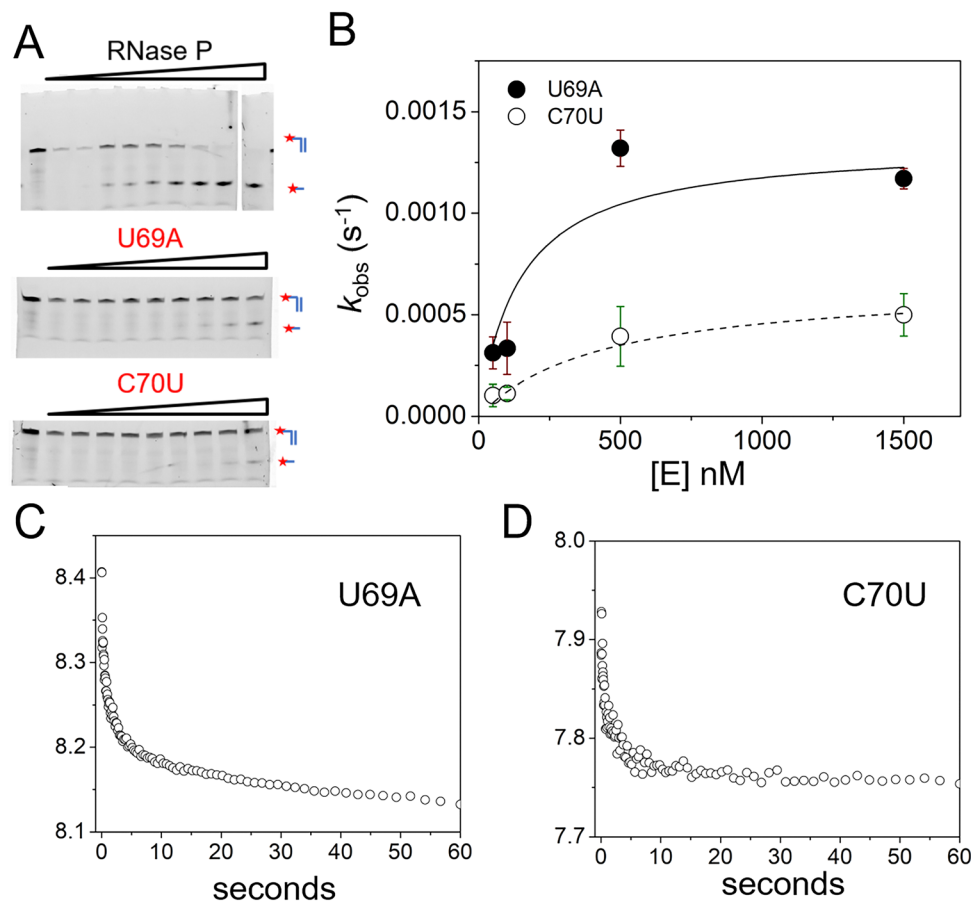 A
RNase P
U69A
C70U
B
U69A
C70U
0.0015
0.0010
0.0005
0.0000
kobs (s-1)
0
500
1000
1500
[E] nM
C
U69A
8.4
8.3
8.2
8.1
0
10
20
30
40
50
60
seconds
D
C70U
8.0
7.9
7.8
7.7
0
10
20
30
40
50
60
seconds